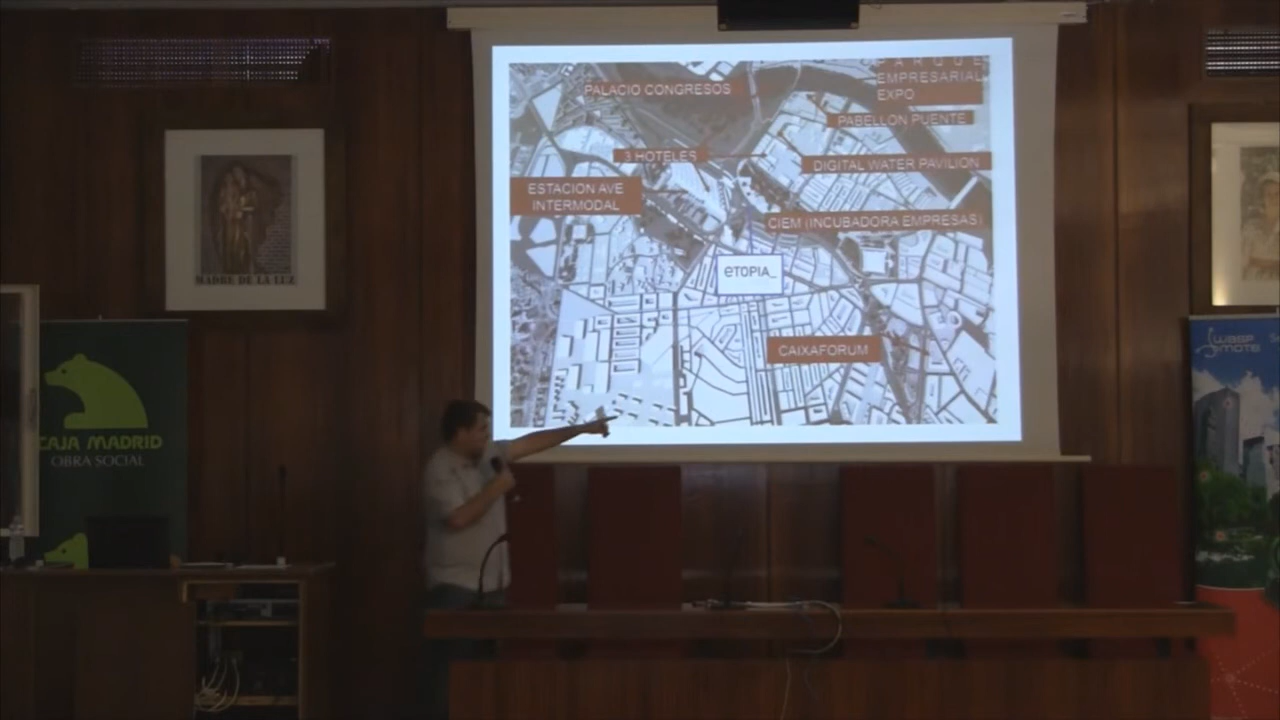 PALACIO CONGRESOS
PARQUE
EMPRESARIAL
EXPO
PABELLON PUENTE
3 HOTELES
DIGITAL WATER PAVILION
ESTACION AVE
INTERMODAL
CIEM (INCUBADORA EMPRESAS)
eTOPIA_
CAIXAFORUM
MADRE DE LA LUZ
CAJA MADRID
OBRA SOCIAL